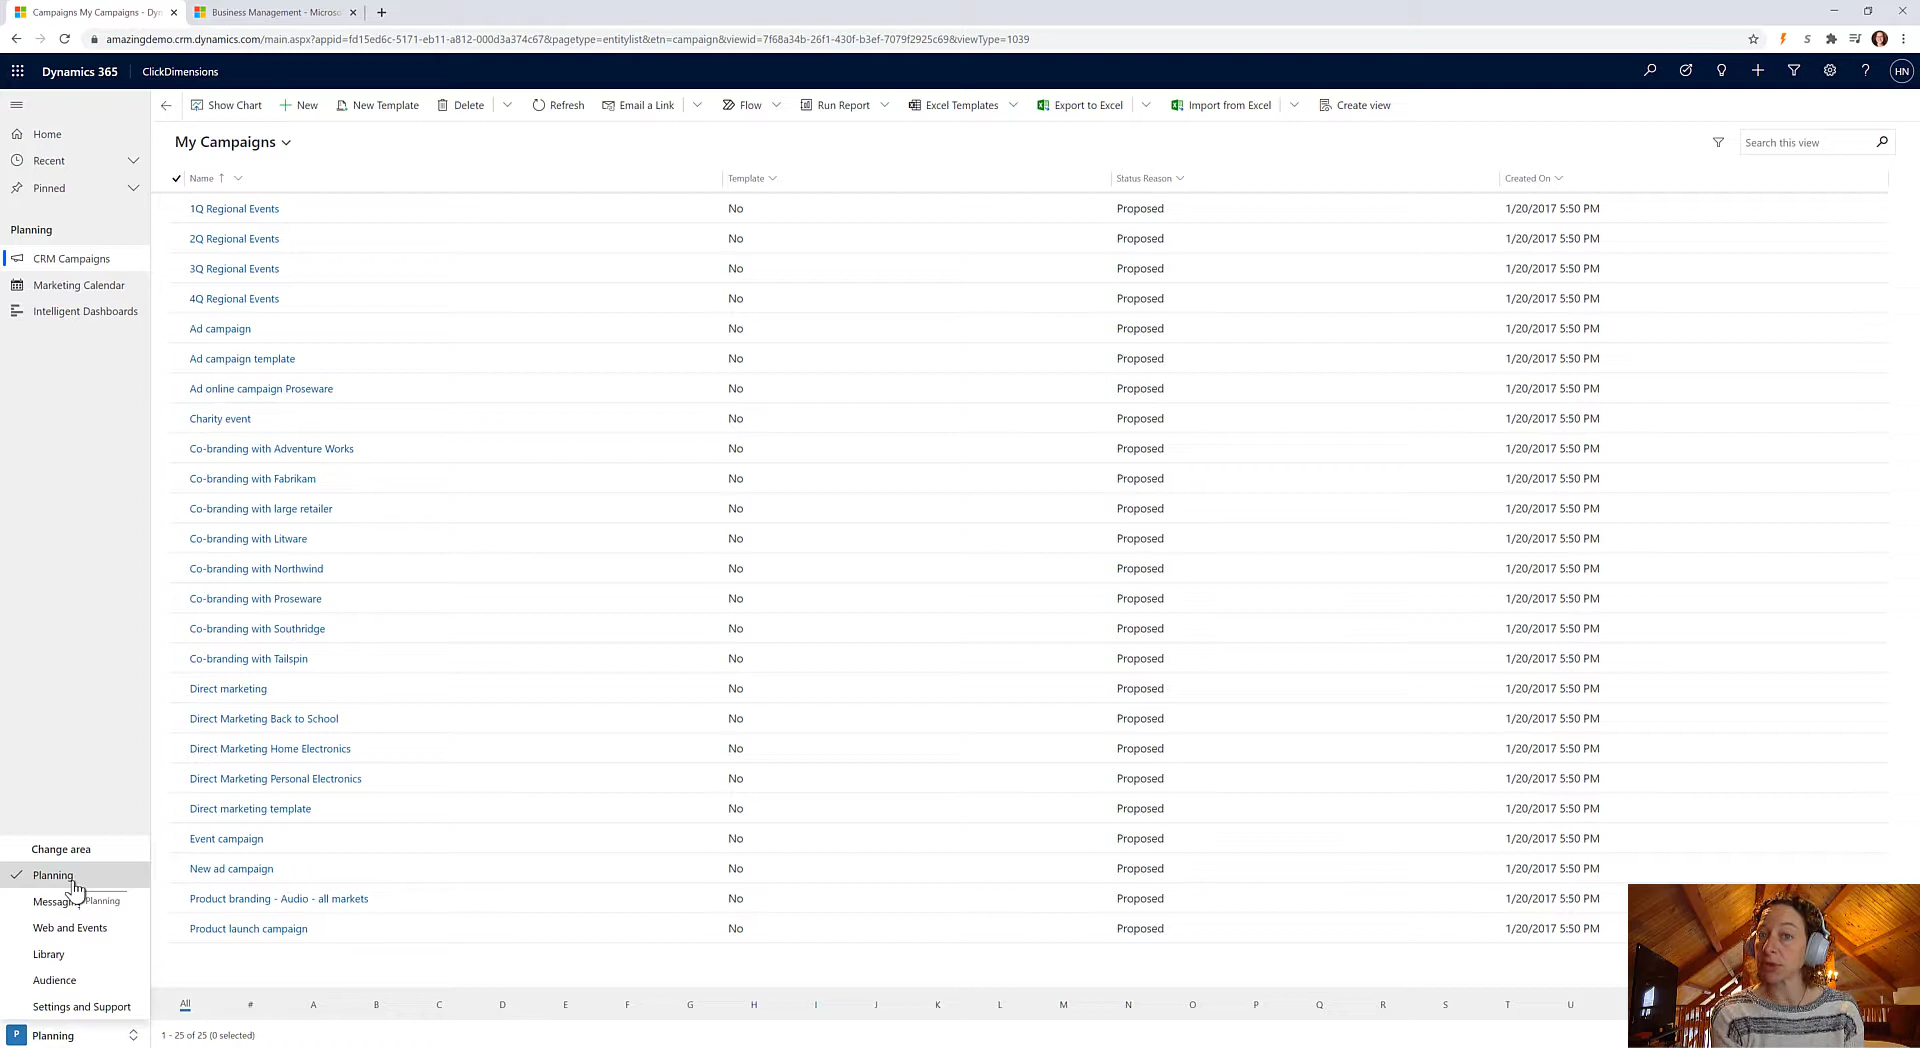 Campaigns My Campaigns - Dyn
Business Management - Microso
amazingdemo.crm.dynamics.com/main.aspx?appid=fd15ed6c-5171-eb11-a812-000d3a374c67&pagetype=entitylist&etn=campaign&viewid=7f68a34b-26f1-430f-b3ef-7079f2925c69&viewType=1039
Dynamics 365
ClickDimensions
HN
Show Chart
New
New Template
Delete
Refresh
Email a Link
Flow
Run Report
Excel Templates
Export to Excel
Import from Excel
Create view
Home
Recent
Pinned
Planning
CRM Campaigns
Marketing Calendar
Intelligent Dashboards
My Campaigns
Search this view
Name Template Status Reason Created On
1Q Regional Events No Proposed 1/20/2017 5:50 PM
2Q Regional Events No Proposed 1/20/2017 5:50 PM
3Q Regional Events No Proposed 1/20/2017 5:50 PM
4Q Regional Events No Proposed 1/20/2017 5:50 PM
Ad campaign No Proposed 1/20/2017 5:50 PM
Ad campaign template No Proposed 1/20/2017 5:50 PM
Ad online campaign Proseware No Proposed 1/20/2017 5:50 PM
Charity event No Proposed 1/20/2017 5:50 PM
Co-branding with Adventure Works No Proposed 1/20/2017 5:50 PM
Co-branding with Fabrikam No Proposed 1/20/2017 5:50 PM
Co-branding with large retailer No Proposed 1/20/2017 5:50 PM
Co-branding with Litware No Proposed 1/20/2017 5:50 PM
Co-branding with Northwind No Proposed 1/20/2017 5:50 PM
Co-branding with Proseware No Proposed 1/20/2017 5:50 PM
Co-branding with Southridge No Proposed 1/20/2017 5:50 PM
Co-branding with Tailspin No Proposed 1/20/2017 5:50 PM
Direct marketing No Proposed 1/20/2017 5:50 PM
Direct Marketing Back to School No Proposed 1/20/2017 5:50 PM
Direct Marketing Home Electronics No Proposed 1/20/2017 5:50 PM
Direct Marketing Personal Electronics No Proposed 1/20/2017 5:50 PM
Direct marketing template No Proposed 1/20/2017 5:50 PM
Event campaign No Proposed 1/20/2017 5:50 PM
New ad campaign No Proposed 1/20/2017 5:50 PM
Product branding - Audio - all markets No Proposed 1/20/2017 5:50 PM
Product launch campaign No Proposed 1/20/2017 5:50 PM
Change area
Planning
Planning
Web and Events
Library
Audience
Settings and Support
P Planning
All # A B C D E F G H I J K L M N O P Q R S T U
1 - 25 of 25 (0 selected)